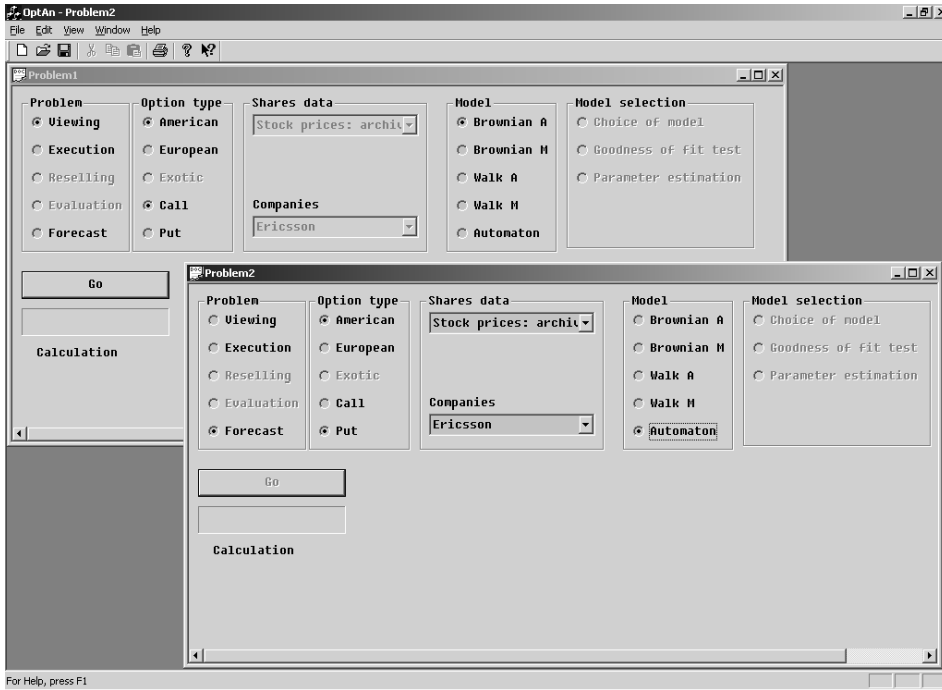 OptAn - Problem2
File Edit View Window Help
Problem1
Problem Option type Shares data Model Model selection
Viewing American Stock prices: archiv Brownian A Choice of model
Execution European Brownian M Goodness of fit test
Reselling Exotic Walk A Parameter estimation
Evaluation Call Companies Walk M
Forecast Put Ericsson Automaton
Go
Calculation
Problem2
Problem Option type Shares data Model Model selection
Viewing American Stock prices: archiv Brownian A Choice of model
Execution European Brownian M Goodness of fit test
Reselling Exotic Walk A Parameter estimation
Evaluation Call Companies Walk M
Forecast Put Ericsson Automaton
Go
Calculation
For Help, press F1